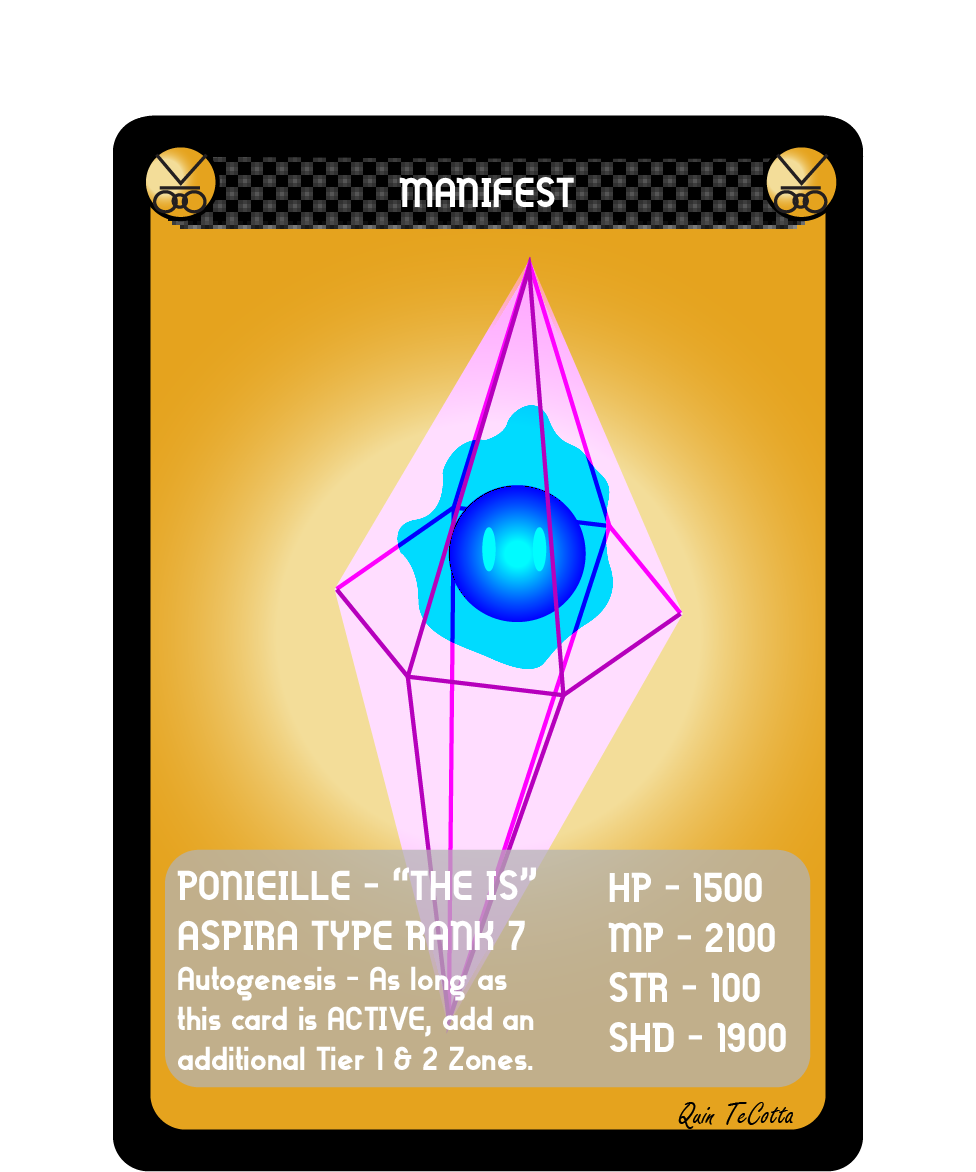 MANIFEST
PONIEILLE - “THE IS”
ASPIRA TYPE RANK 7
Autogenesis - As long as
this card is ACTIVE, add an
additional Tier 1 & 2 Zones.
HP - 1500
MP - 2100
STR - 100
SHD - 1900
Quin TeCotta